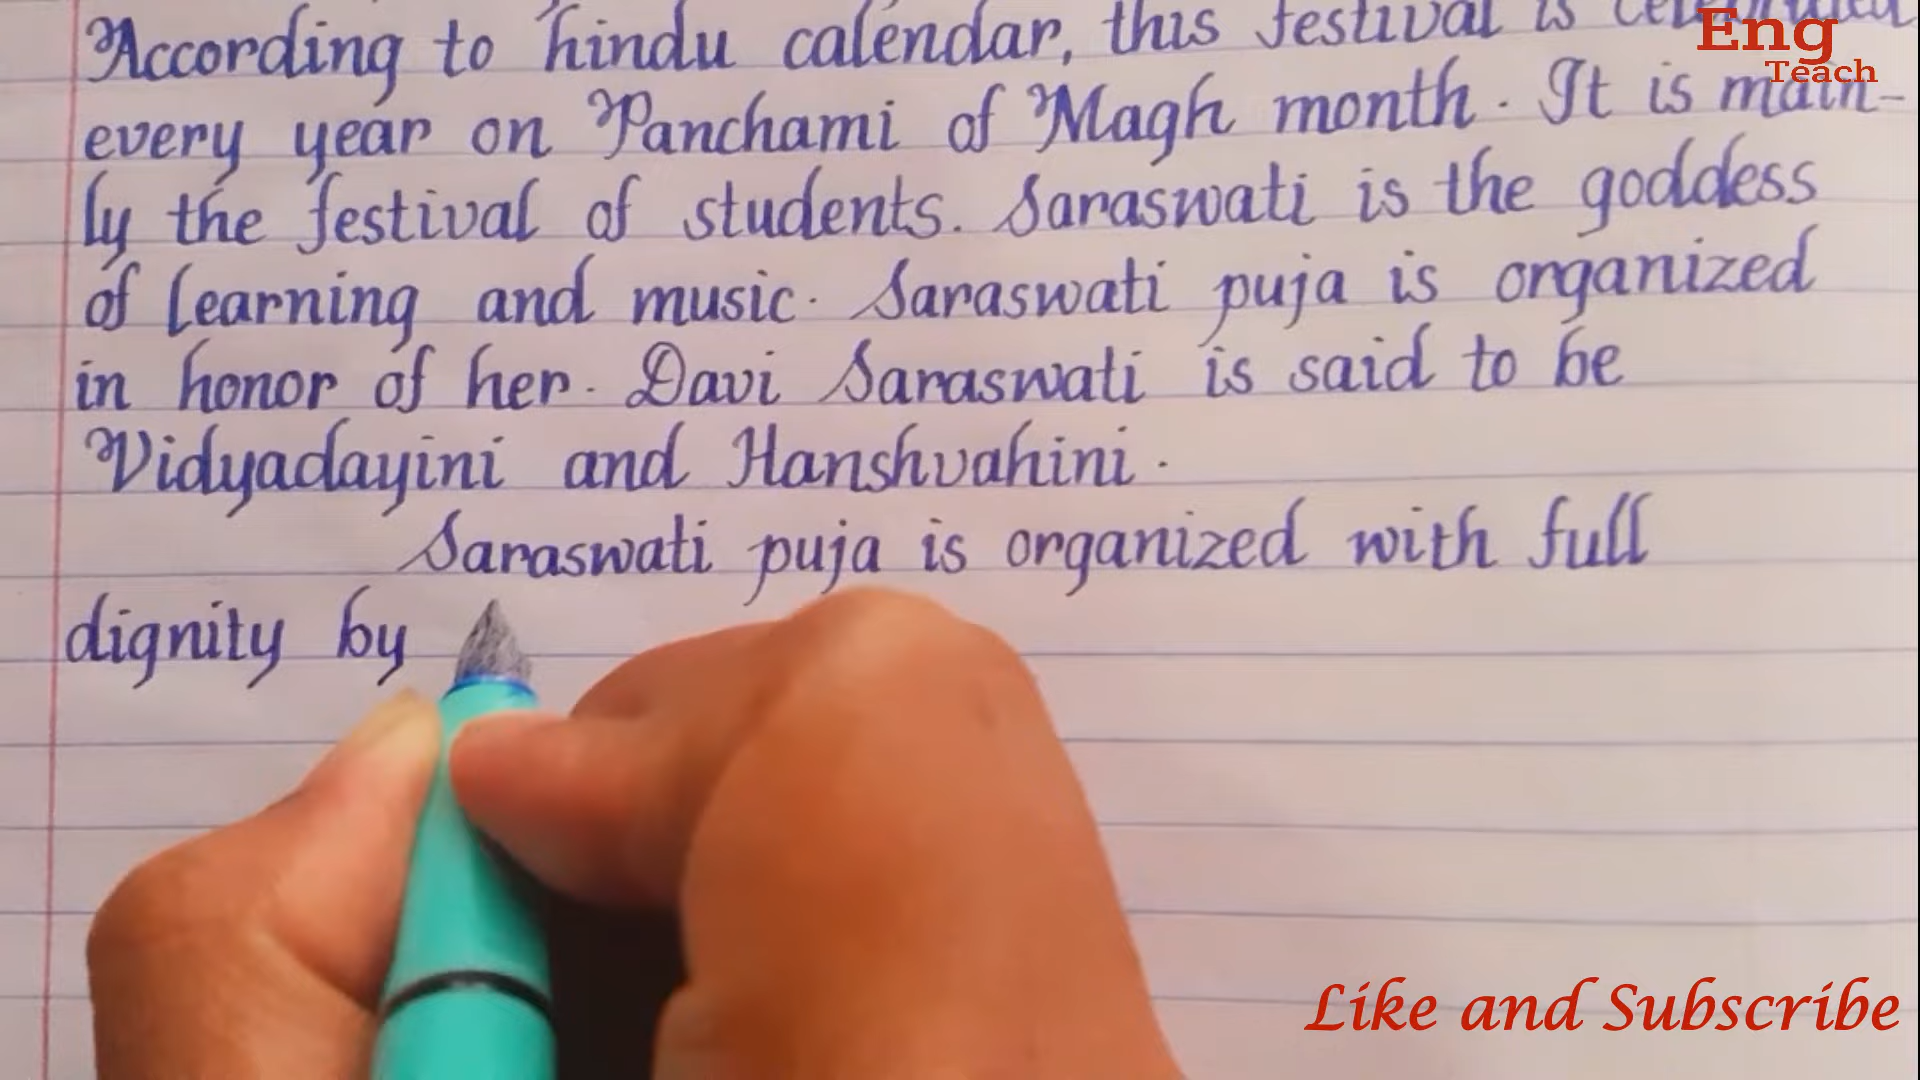 According to hindu calendar, this festival is celebrated
every year on Panchami of Magh month. It is main-
ly the festival of students. Saraswati is the goddess
of learning and music. Saraswati puja is organized
in honor of her. Davi Saraswati is said to be
Vidyadayini and Hanshvahini.
Saraswati puja is organized with full
dignity by
Eng
Teach
Like and Subscribe